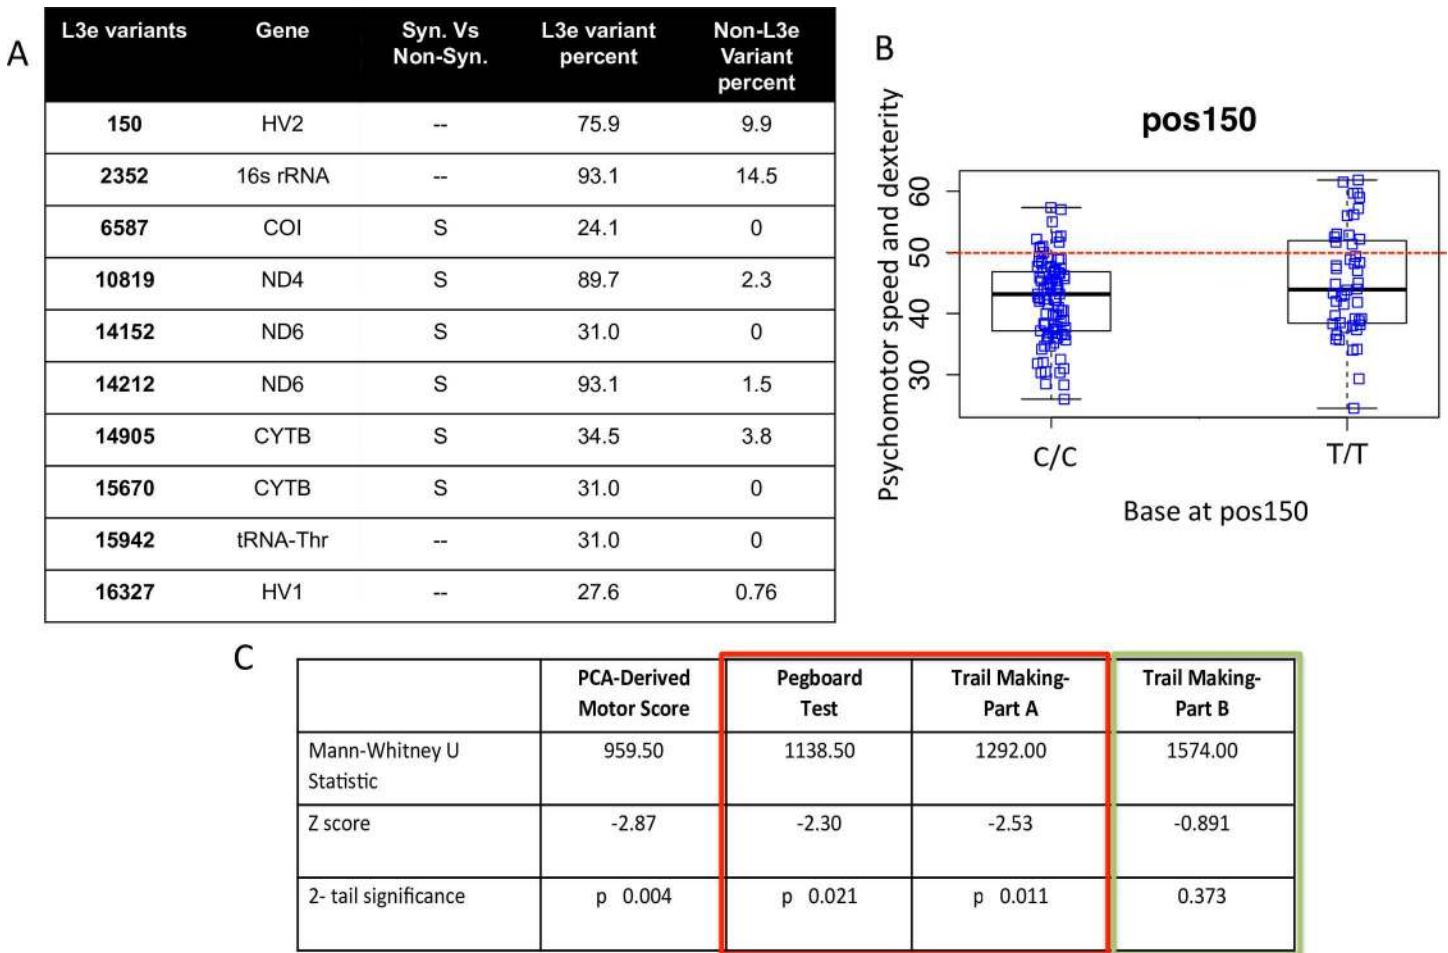 A
L3e variants Gene Syn. Vs Non-Syn. L3e variant percent Non-L3e Variant percent
150 HV2 -- 75.9 9.9
2352 16s rRNA -- 93.1 14.5
6587 COI S 24.1 0
10819 ND4 S 89.7 2.3
14152 ND6 S 31.0 0
14212 ND6 S 93.1 1.5
14905 CYTB S 34.5 3.8
15670 CYTB S 31.0 0
15942 tRNA-Thr -- 31.0 0
16327 HV1 -- 27.6 0.76
B
pos150
Psychomotor speed and dexterity
60
50
40
30
C/C T/T
Base at pos150
C
PCA-Derived Motor Score Pegboard Test Trail Making- Part A Trail Making- Part B
Mann-Whitney U Statistic 959.50 1138.50 1292.00 1574.00
Z score -2.87 -2.30 -2.53 -0.891
2- tail significance p 0.004 p 0.021 p 0.011 0.373